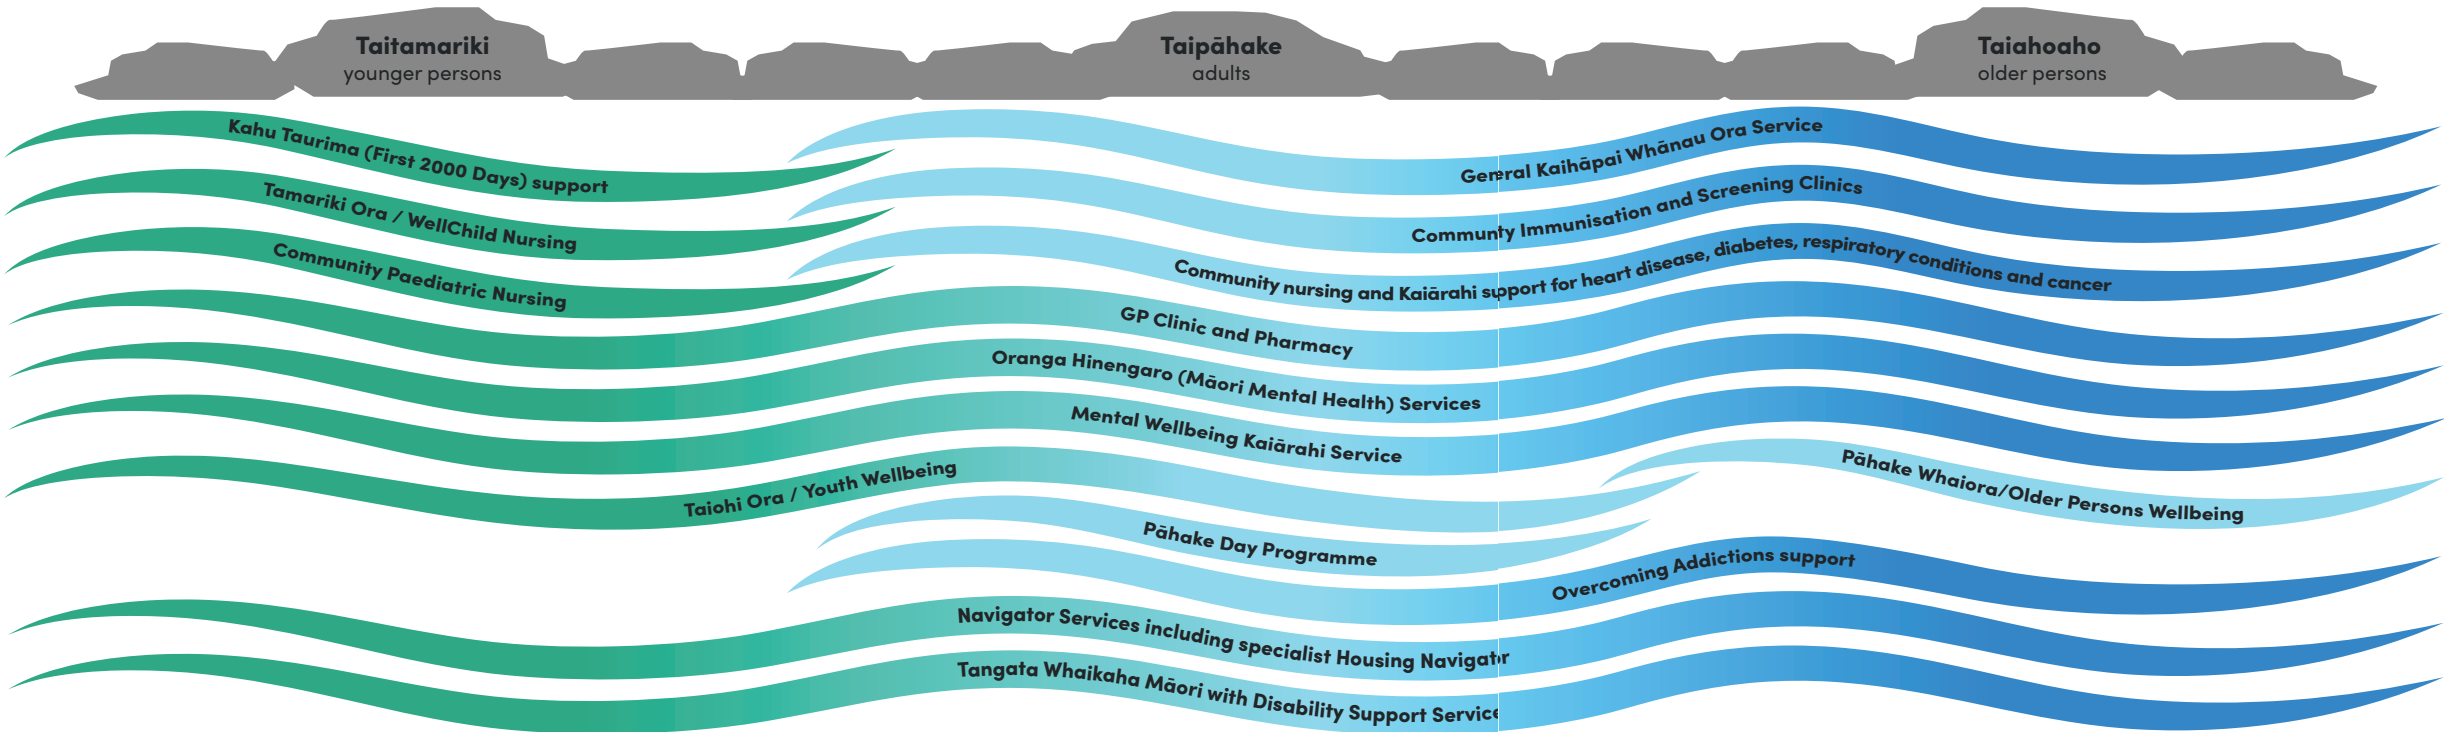 Taitamariki
younger persons
Taipāhake
adults
Taiahoaho
older persons
Kahu Taurima (First 2000 Days) support
General Kaihāpai Whānau Ora Service
Tamariki Ora / WellChild Nursing
Community Immunisation and Screening Clinics
Community Paediatric Nursing
Community nursing and Kaiārahi support for heart disease, diabetes, respiratory conditions and cancer
GP Clinic and Pharmacy
Oranga Hinengaro (Māori Mental Health) Services
Mental Wellbeing Kaiārahi Service
Taiohi Ora / Youth Wellbeing
Pāhake Whaiora/Older Persons Wellbeing
Pāhake Day Programme
Overcoming Addictions support
Navigator Services including specialist Housing Navigator
Tangata Whaikaha Māori with Disability Support Service